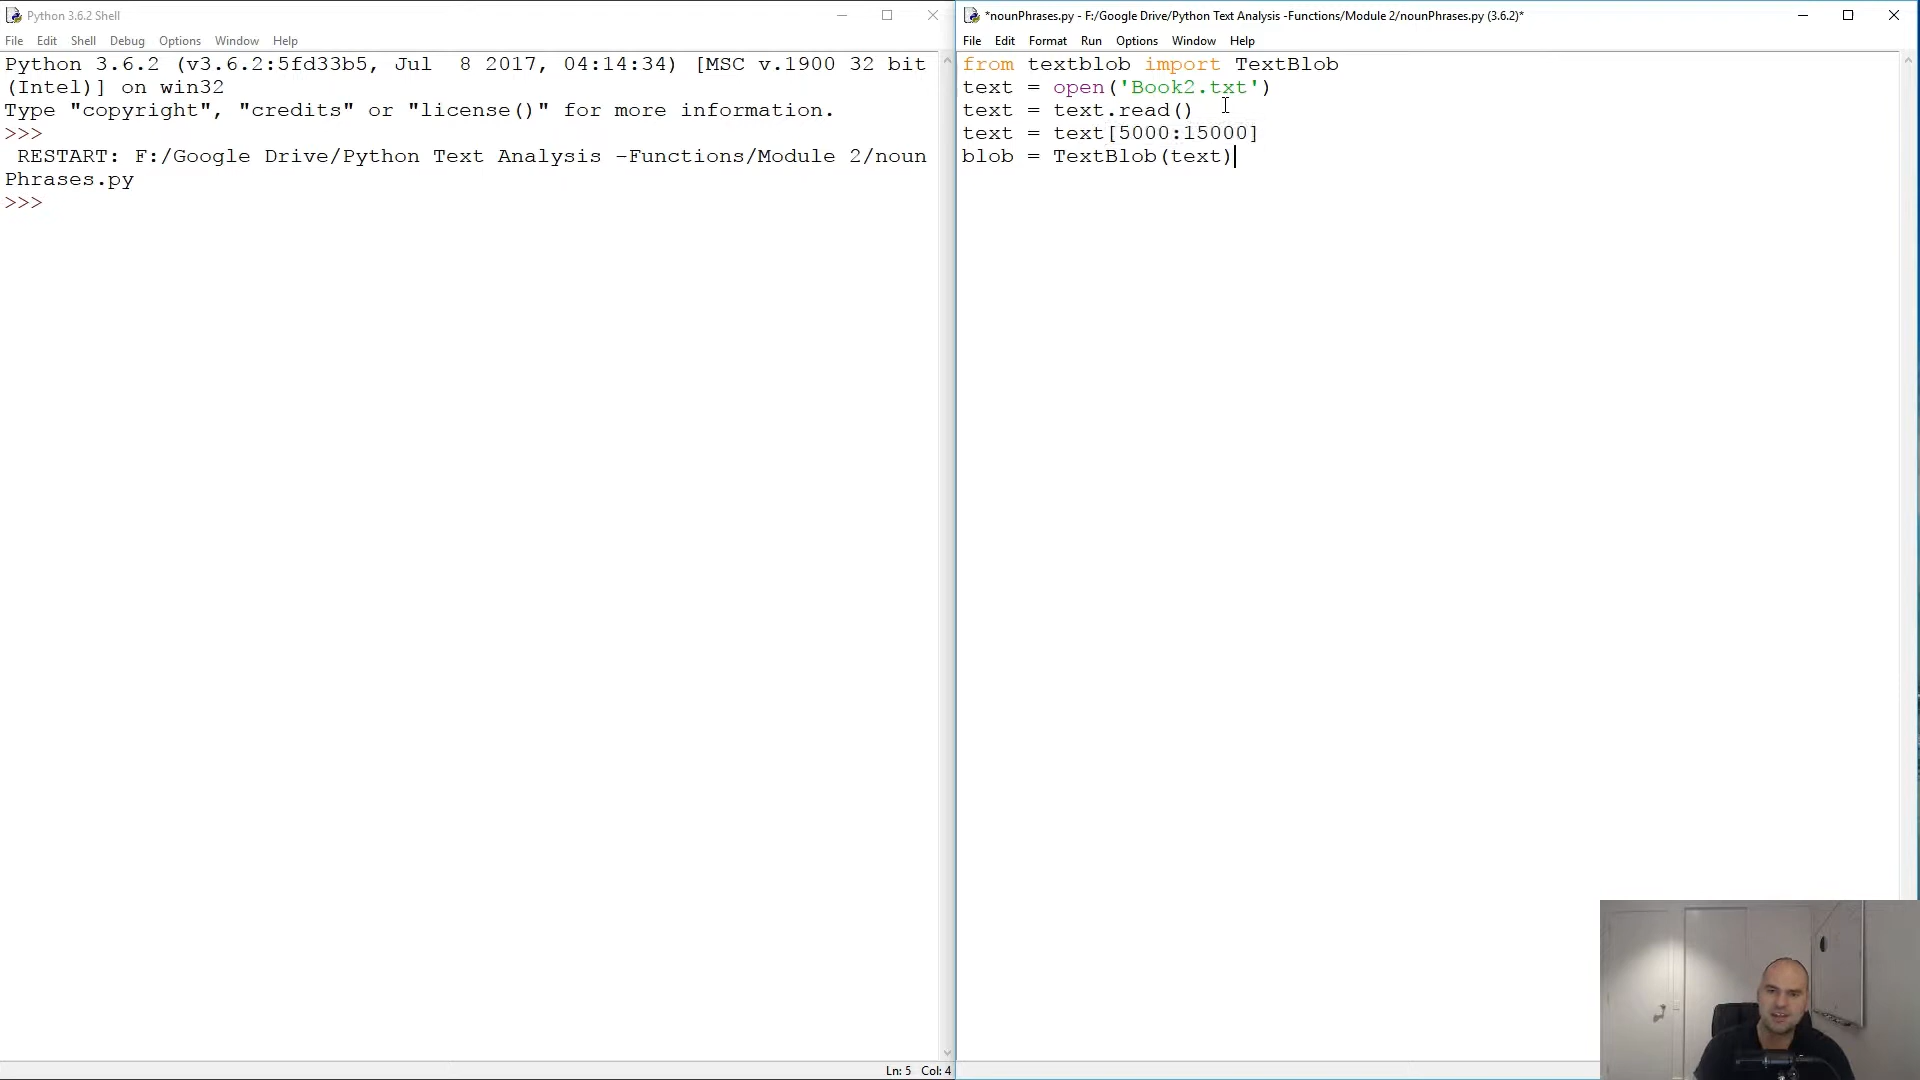 Python 3.6.2 Shell
File Edit Shell Debug Options Window Help
Python 3.6.2 (v3.6.2:5fd33b5, Jul  8 2017, 04:14:34) [MSC v.1900 32 bit
(Intel)] on win32
Type "copyright", "credits" or "license()" for more information.
>>>
 RESTART: F:/Google Drive/Python Text Analysis -Functions/Module 2/noun
Phrases.py
>>>
Ln: 5 Col: 4
*nounPhrases.py - F:/Google Drive/Python Text Analysis -Functions/Module 2/nounPhrases.py (3.6.2)*
File Edit Format Run Options Window Help
from textblob import TextBlob
text = open('Book2.txt')
text = text.read()
text = text[5000:15000]
blob = TextBlob(text)